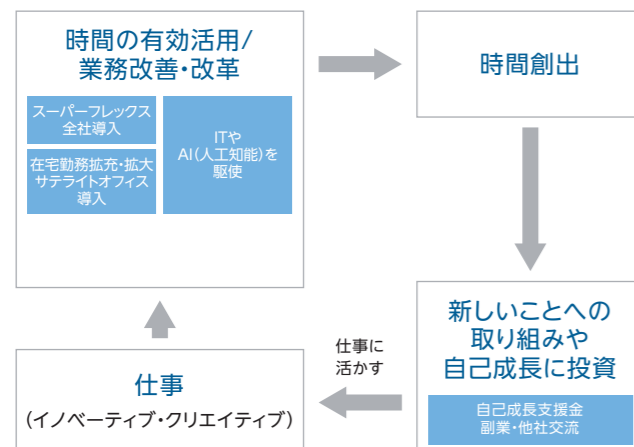 時間の有効活用/
業務改善・改革
スーパーフレックス
全社導入
在宅勤務拡充・拡大
サテライトオフィス
導入
ITや
AI(人工知能)を
駆使
時間創出
新しいことへの
取り組みや
自己成長に投資
自己成長支援金
副業・他社交流
仕事に
活かす
仕事
(イノベーティブ・クリエイティブ)